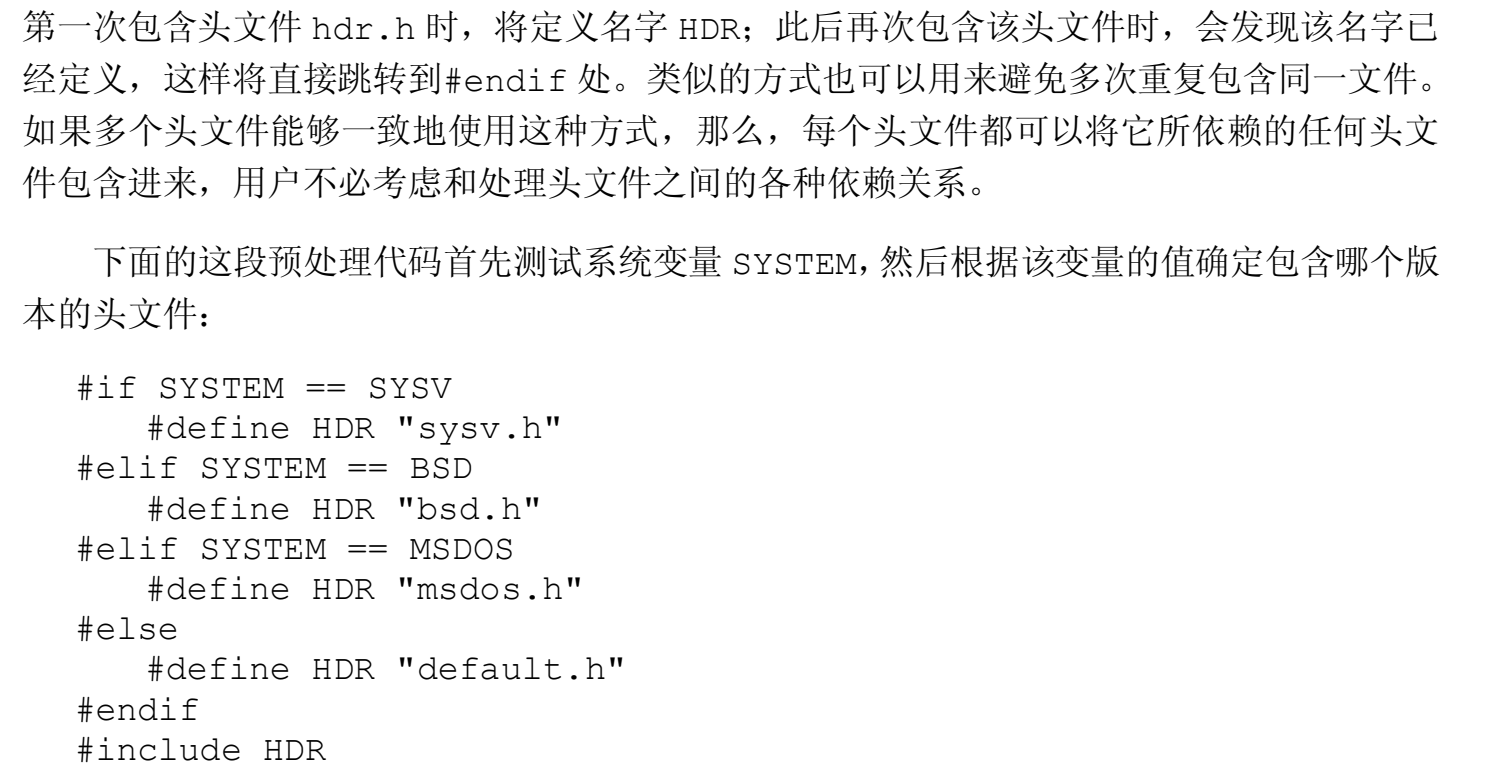 第一次包含头文件 hdr.h 时，将定义名字 HDR；此后再次包含该头文件时，会发现该名字已
经定义，这样将直接跳转到#endif 处。类似的方式也可以用来避免多次重复包含同一文件。
如果多个头文件能够一致地使用这种方式，那么，每个头文件都可以将它所依赖的任何头文
件包含进来，用户不必考虑和处理头文件之间的各种依赖关系。
下面的这段预处理代码首先测试系统变量 SYSTEM，然后根据该变量的值确定包含哪个版
本的头文件：
#if SYSTEM == SYSV
#define HDR "sysv.h"
#elif SYSTEM == BSD
#define HDR "bsd.h"
#elif SYSTEM == MSDOS
#define HDR "msdos.h"
#else
#define HDR "default.h"
#endif
#include HDR